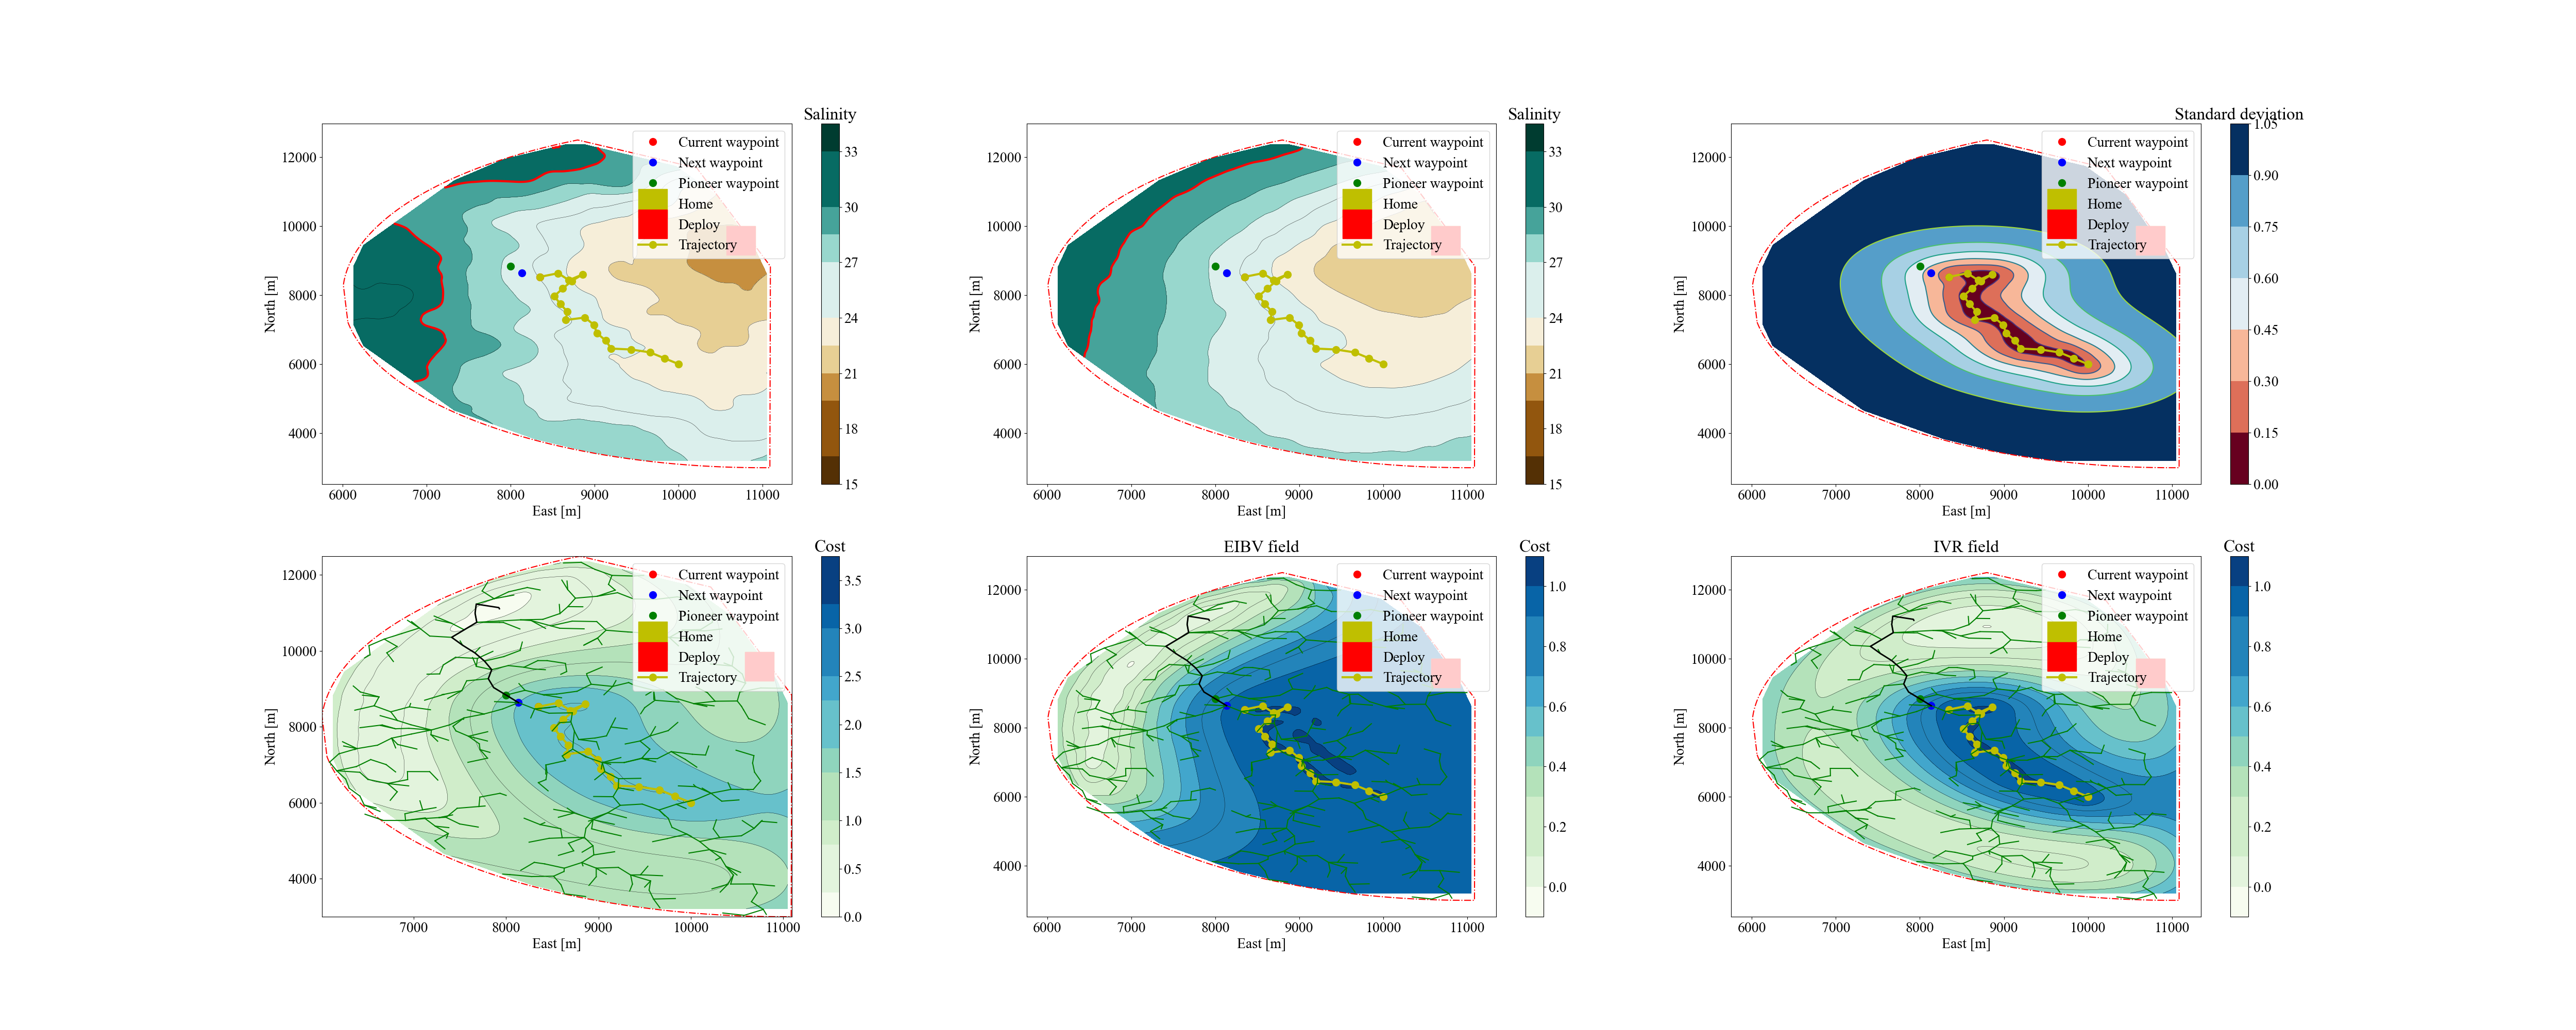 Salinity
Current waypoint
Next waypoint
Pioneer waypoint
Home
Deploy
Trajectory
North [m]
12000
10000
8000
6000
4000
6000 7000 8000 9000 10000 11000
East [m]
33
30
27
24
21
18
15
Salinity
Current waypoint
Next waypoint
Pioneer waypoint
Home
Deploy
Trajectory
North [m]
12000
10000
8000
6000
4000
6000 7000 8000 9000 10000 11000
East [m]
33
30
27
24
21
18
15
Standard deviation
Current waypoint
Next waypoint
Pioneer waypoint
Home
Deploy
Trajectory
North [m]
12000
10000
8000
6000
4000
6000 7000 8000 9000 10000 11000
East [m]
1.05
0.90
0.75
0.60
0.45
0.30
0.15
0.00
Cost
Current waypoint
Next waypoint
Pioneer waypoint
Home
Deploy
Trajectory
North [m]
12000
10000
8000
6000
4000
7000 8000 9000 10000 11000
East [m]
3.5
3.0
2.5
2.0
1.5
1.0
0.5
0.0
EIBV field
Cost
Current waypoint
Next waypoint
Pioneer waypoint
Home
Deploy
Trajectory
North [m]
12000
10000
8000
6000
4000
6000 7000 8000 9000 10000 11000
East [m]
1.0
0.8
0.6
0.4
0.2
0.0
IVR field
Cost
Current waypoint
Next waypoint
Pioneer waypoint
Home
Deploy
Trajectory
North [m]
12000
10000
8000
6000
4000
6000 7000 8000 9000 10000 11000
East [m]
1.0
0.8
0.6
0.4
0.2
0.0